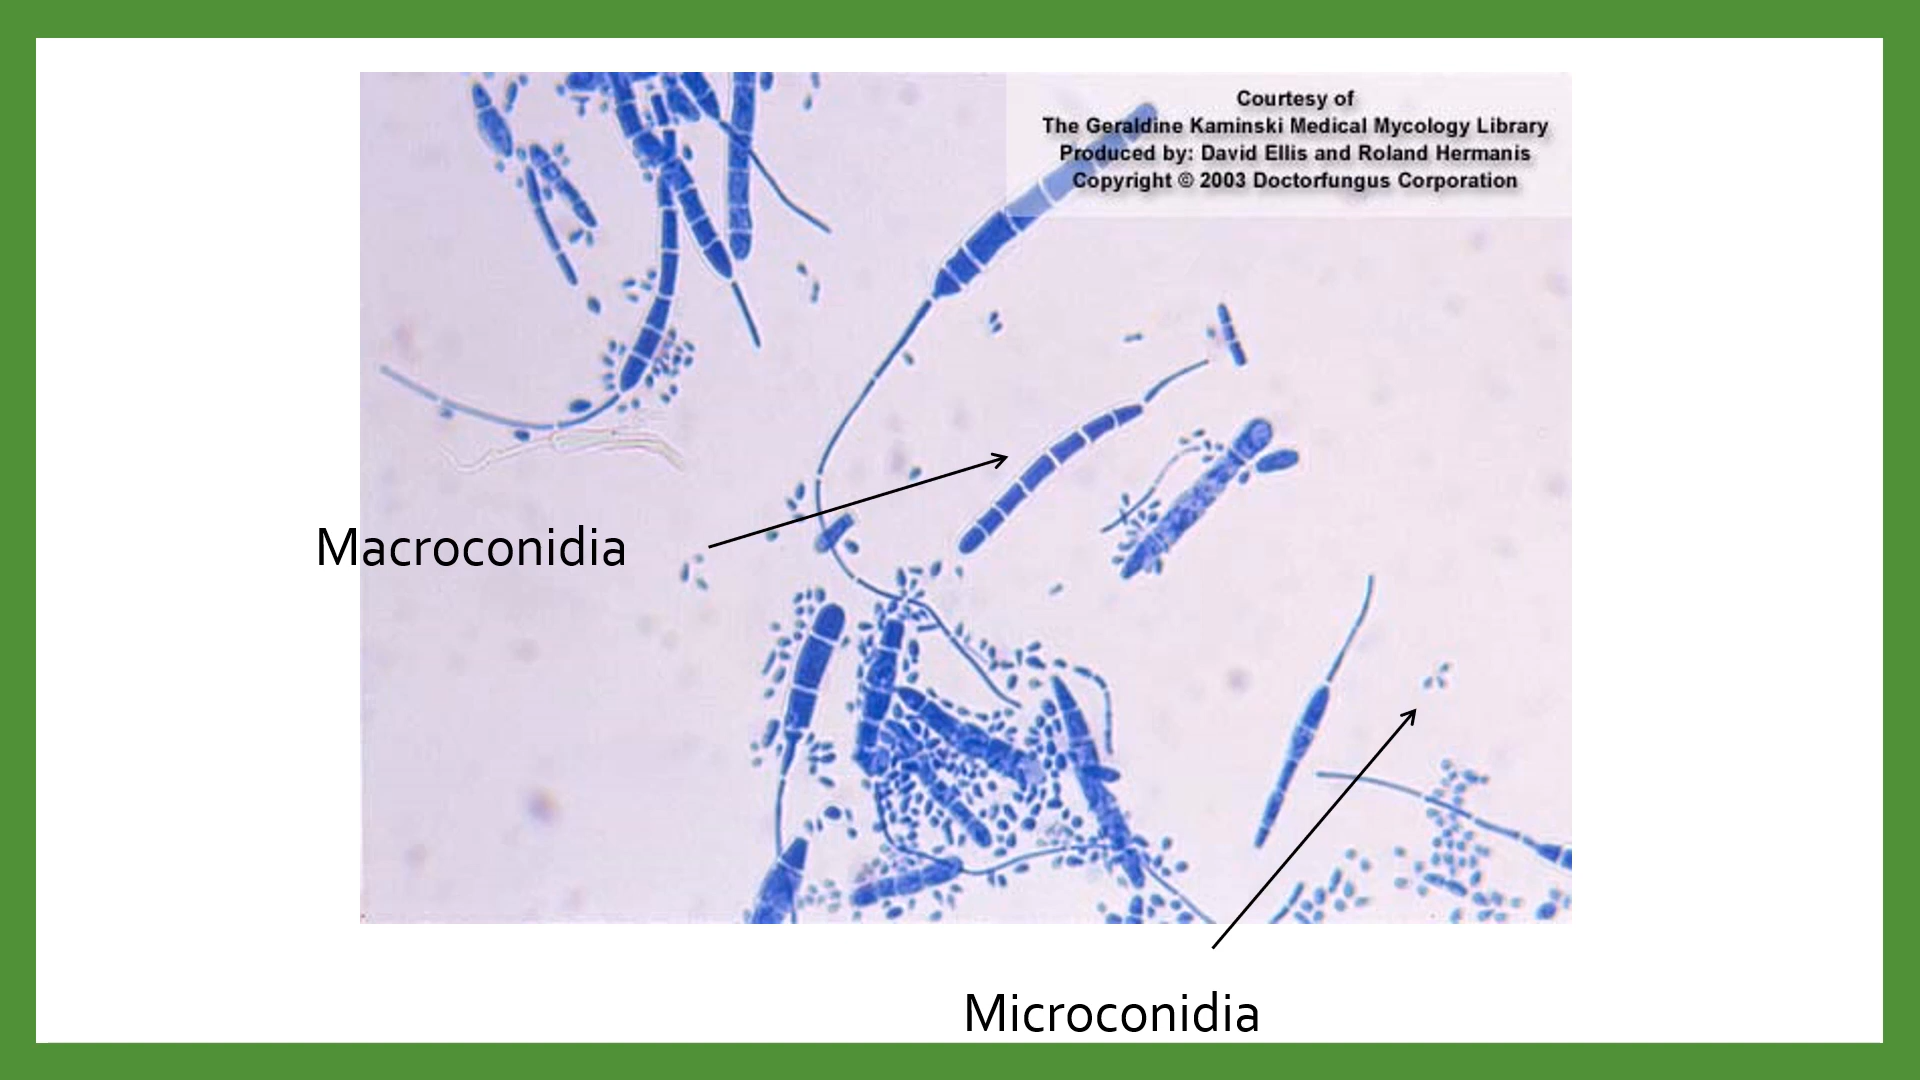 Courtesy of
The Geraldine Kaminski Medical Mycology Library
Produced by: David Ellis and Roland Hermanis
Copyright © 2003 Doctorfungus Corporation
Macroconidia
Microconidia